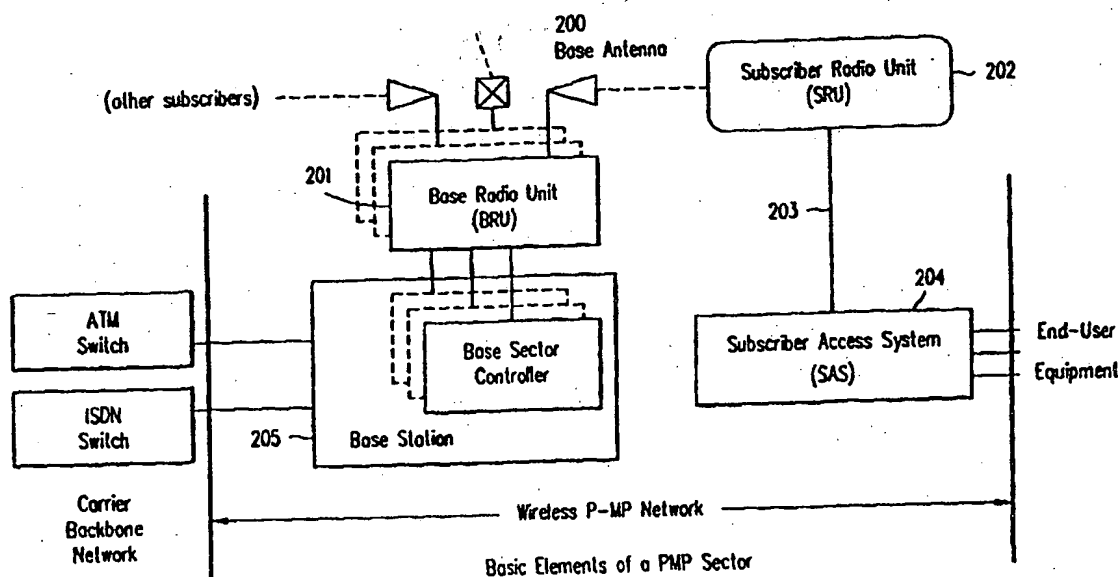 200
Base Antenna
(other subscribers)
Subscriber Radio Unit
(SRU)
202
201
Base Radio Unit
(BRU)
203
204
ATM
Switch
Base Sector
Controller
Subscriber Access System
(SAS)
End-User
Equipment
ISDN
Switch
205
Base Station
Carrier
Backbone
Network
Wireless P-MP Network
Basic Elements of a PMP Sector